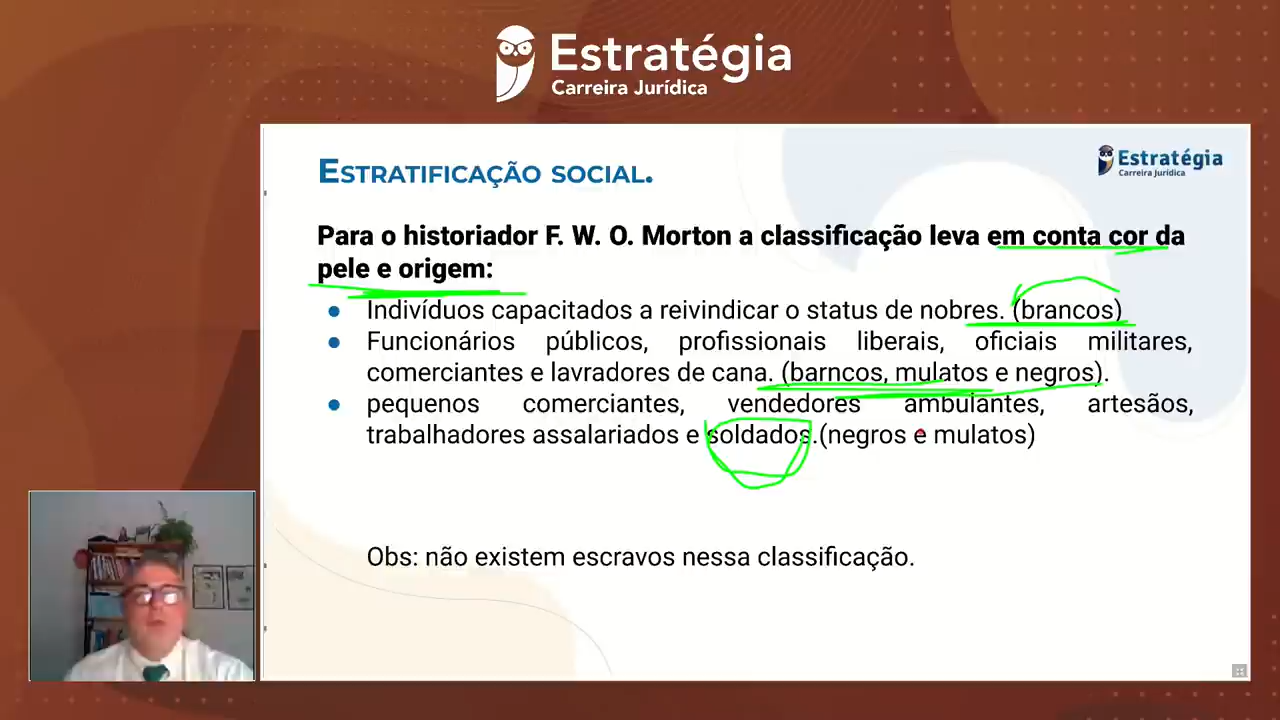 Estratégia
Carreira Jurídica
Estratégia
Carreira Jurídica
ESTRATIFICAÇÃO SOCIAL.
Para o historiador F. W. O. Morton a classificação leva em conta cor da
pele e origem:
Indivíduos capacitados a reivindicar o status de nobres. (brancos)
Funcionários públicos, profissionais liberais, oficiais militares,
comerciantes e lavradores de cana. (barncos, mulatos e negros).
pequenos comerciantes, vendedores ambulantes, artesãos,
trabalhadores assalariados e soldados.(negros e mulatos)
Obs: não existem escravos nessa classificação.